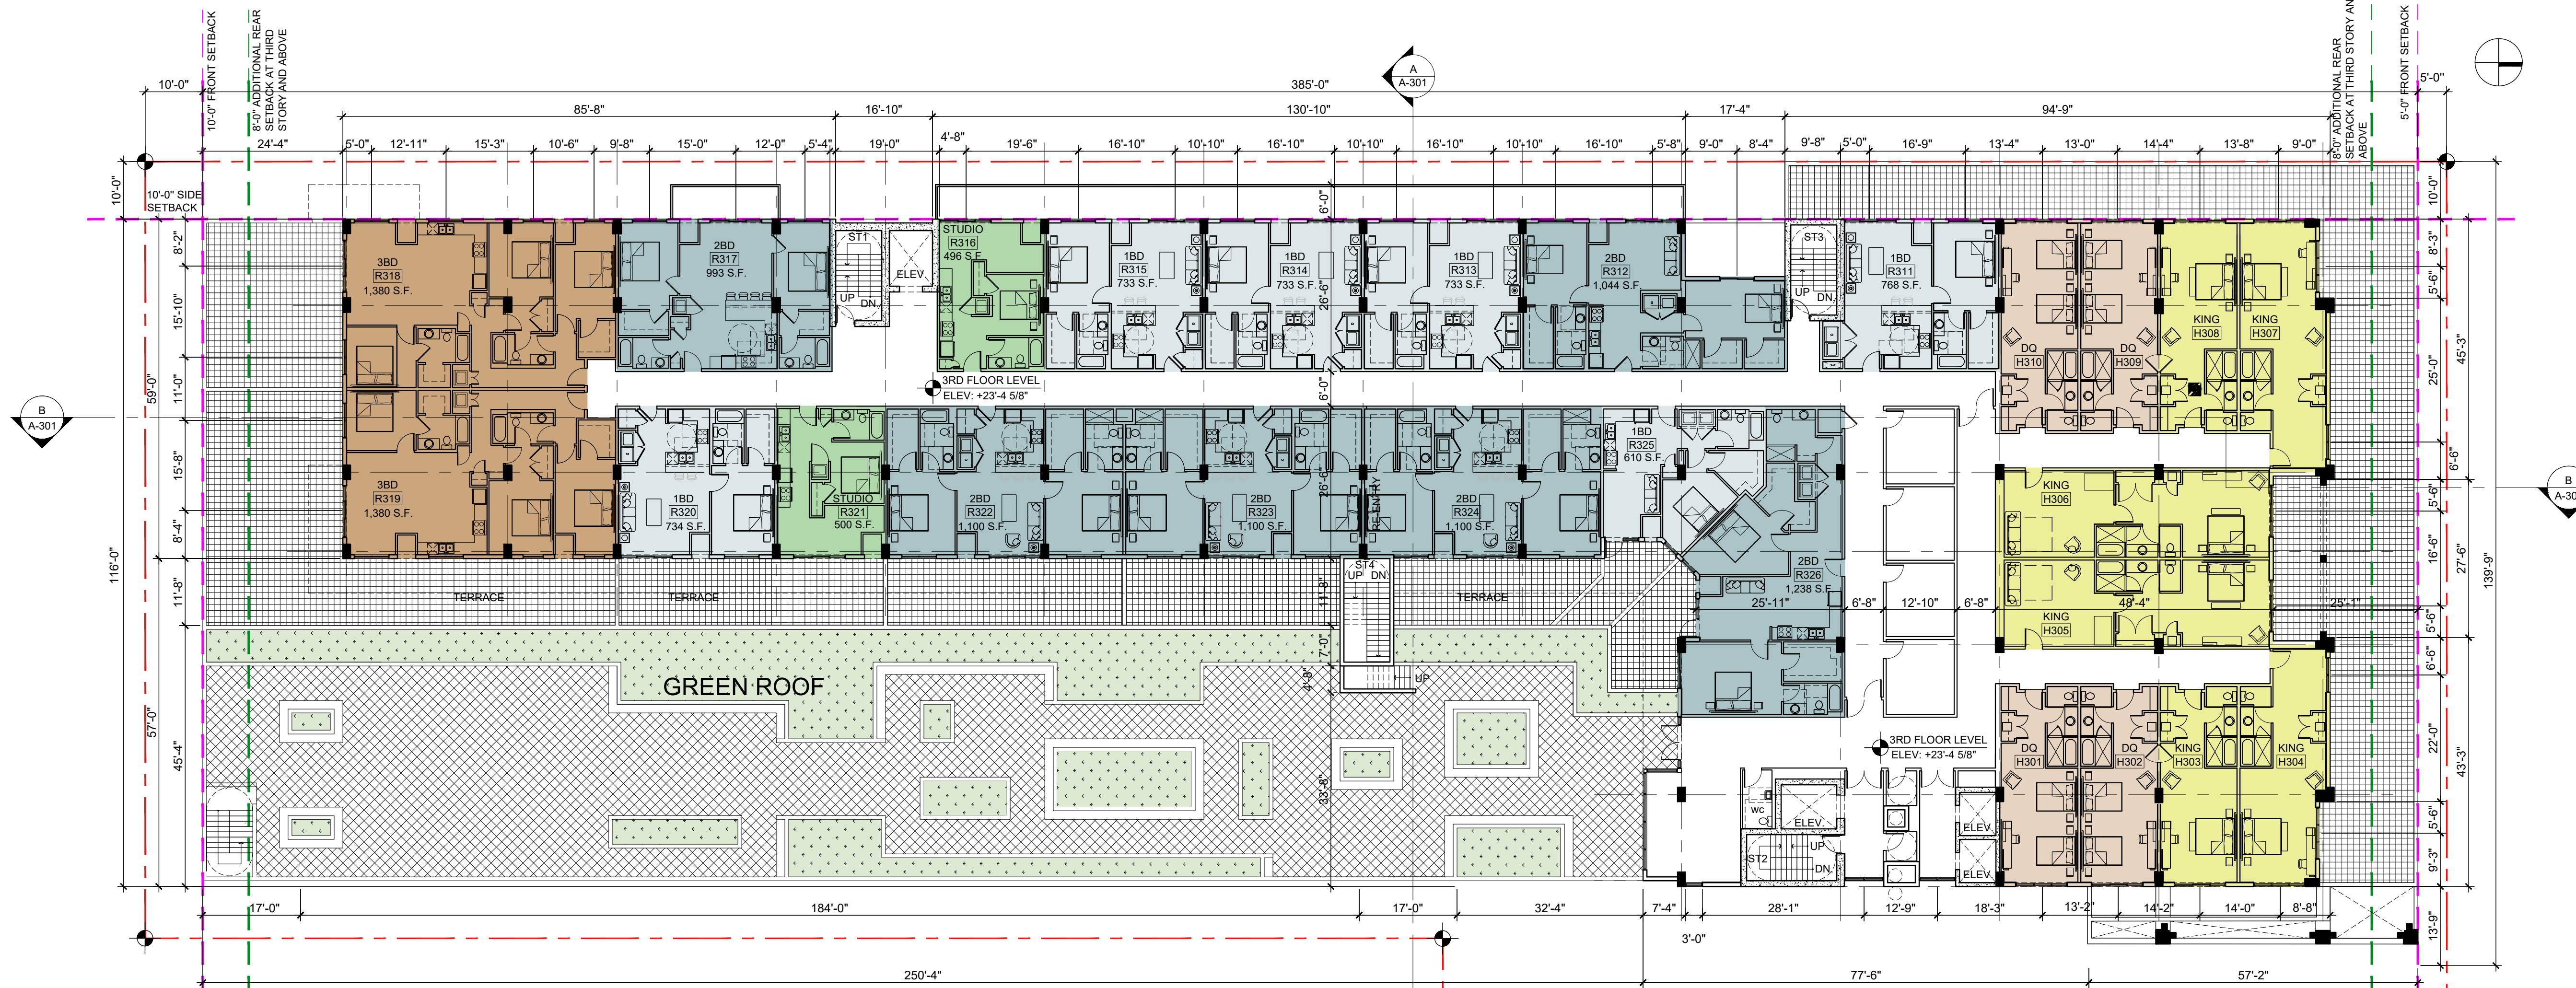 10'-0" FRONT SETBACK
8'-0" ADDITIONAL REAR
SETBACK AT THIRD
STORY AND ABOVE
8'-0" ADDITIONAL REAR
SETBACK AT THIRD STORY AN
ABOVE
5'-0" FRONT SETBACK
A
A-301
10'-0"
385'-0"
5'-0"
85'-8"
16'-10"
130'-10"
17'-4"
94'-9"
24'-4"
5'-0"
12'-11"
15'-3"
10'-6"
9'-8"
15'-0"
12'-0"
5'-4"
19'-0"
4'-8"
19'-6"
16'-10"
10'-10"
16'-10"
10'-10"
16'-10"
10'-10"
16'-10"
5'-8"
9'-0"
8'-4"
9'-8"
5'-0"
16'-9"
13'-4"
13'-0"
14'-4"
13'-8"
9'-0"
10'-0"
10'-0" SIDE
SETBACK
6'-0"
10'-0"
8'-2"
15'-10"
11'-0"
59'-0"
15'-8"
8'-4"
116'-0"
11'-8"
57'-0"
45'-4"
B
A-301
3BD
R318
1,380 S.F.
2BD
R317
993 S.F.
ST1
UP
DN.
ELEV.
STUDIO
R316
496 S.F.
1BD
R315
733 S.F.
1BD
R314
733 S.F.
26'-6"
1BD
R313
733 S.F.
2BD
R312
1,044 S.F.
ST3
UP
DN.
1BD
R311
768 S.F.
DQ
H310
DQ
H309
KING
H308
KING
H307
8'-3"
5'-6"
25'-0"
45'-3"
6'-6"
5'-6"
16'-6"
27'-6"
139'-9"
5'-6"
6'-6"
22'-0"
43'-3"
5'-6"
9'-3"
13'-9"
B
A-30
3RD FLOOR LEVEL
ELEV: +23'-4 5/8"
6'-0"
3BD
R319
1,380 S.F.
1BD
R320
734 S.F.
STUDIO
R321
500 S.F.
2BD
R322
1,100 S.F.
2BD
R323
1,100 S.F.
26'-6"
RE-ENTRY
2BD
R324
1,100 S.F.
1BD
R325
610 S.F.
2BD
R326
1,238 S.F.
KING
H306
KING
H305
25'-11"
6'-8"
12'-10"
6'-8"
48'-4"
25'-1"
TERRACE
TERRACE
TERRACE
ST4
UP
DN.
11'-8"
7'-0"
4'-8"
UP
33'-8"
GREEN ROOF
3RD FLOOR LEVEL
ELEV: +23'-4 5/8"
DQ
H301
DQ
H302
KING
H303
KING
H304
WC
ELEV.
ST2
UP
DN.
ELEV.
ELEV.
17'-0"
184'-0"
17'-0"
32'-4"
7'-4"
3'-0"
28'-1"
12'-9"
18'-3"
13'-2"
14'-2"
14'-0"
8'-8"
250'-4"
77'-6"
57'-2"